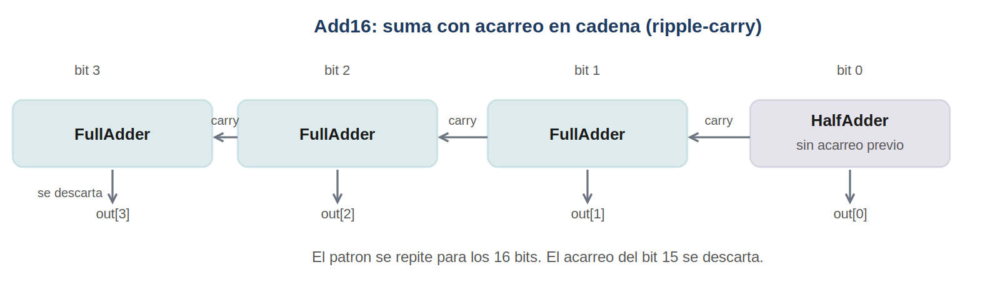 Add16: suma con acarreo en cadena (ripple-carry)
bit 3
bit 2
bit 1
bit 0
FullAdder
carry
FullAdder
carry
FullAdder
carry
HalfAdder
sin acarreo previo
se descarta
out[3]
out[2]
out[1]
out[0]
El patron se repite para los 16 bits. El acarreo del bit 15 se descarta.